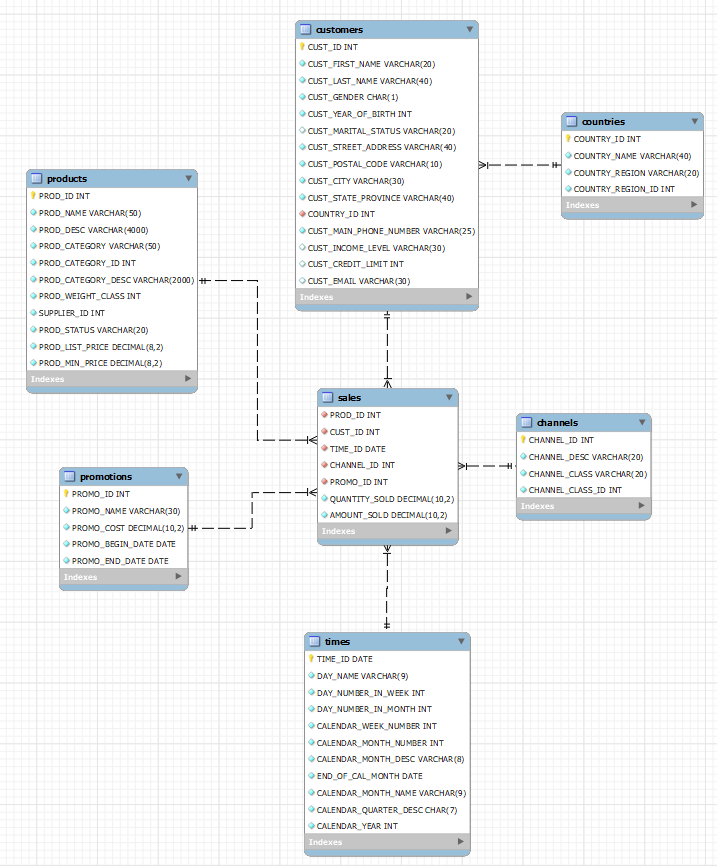 customers
CUST_ID INT
CUST_FIRST_NAME VARCHAR(20)
CUST_LAST_NAME VARCHAR(40)
CUST_GENDER CHAR(1)
CUST_YEAR_OF_BIRTH INT
CUST_MARITAL_STATUS VARCHAR(20)
CUST_STREET_ADDRESS VARCHAR(40)
CUST_POSTAL_CODE VARCHAR(10)
CUST_CITY VARCHAR(30)
CUST_STATE_PROVINCE VARCHAR(40)
COUNTRY_ID INT
CUST_MAIN_PHONE_NUMBER VARCHAR(25)
CUST_INCOME_LEVEL VARCHAR(30)
CUST_CREDIT_LIMIT INT
CUST_EMAIL VARCHAR(30)
Indexes
countries
COUNTRY_ID INT
COUNTRY_NAME VARCHAR(40)
COUNTRY_REGION VARCHAR(20)
COUNTRY_REGION_ID INT
Indexes
products
PROD_ID INT
PROD_NAME VARCHAR(50)
PROD_DESC VARCHAR(4000)
PROD_CATEGORY VARCHAR(50)
PROD_CATEGORY_ID INT
PROD_CATEGORY_DESC VARCHAR(2000)
PROD_WEIGHT_CLASS INT
SUPPLIER_ID INT
PROD_STATUS VARCHAR(20)
PROD_LIST_PRICE DECIMAL(8,2)
PROD_MIN_PRICE DECIMAL(8,2)
Indexes
sales
PROD_ID INT
CUST_ID INT
TIME_ID DATE
CHANNEL_ID INT
PROMO_ID INT
QUANTITY_SOLD DECIMAL(10,2)
AMOUNT_SOLD DECIMAL(10,2)
Indexes
channels
CHANNEL_ID INT
CHANNEL_DESC VARCHAR(20)
CHANNEL_CLASS VARCHAR(20)
CHANNEL_CLASS_ID INT
Indexes
promotions
PROMO_ID INT
PROMO_NAME VARCHAR(30)
PROMO_COST DECIMAL(10,2)
PROMO_BEGIN_DATE DATE
PROMO_END_DATE DATE
Indexes
times
TIME_ID DATE
DAY_NAME VARCHAR(9)
DAY_NUMBER_IN_WEEK INT
DAY_NUMBER_IN_MONTH INT
CALENDAR_WEEK_NUMBER INT
CALENDAR_MONTH_NUMBER INT
CALENDAR_MONTH_DESC VARCHAR(8)
END_OF_CAL_MONTH DATE
CALENDAR_MONTH_NAME VARCHAR(9)
CALENDAR_QUARTER_DESC CHAR(7)
CALENDAR_YEAR INT
Indexes